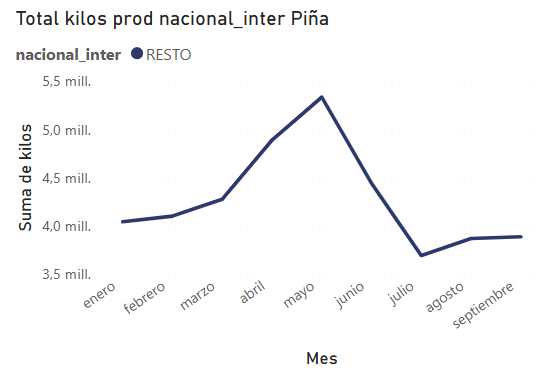 Total kilos prod nacional_inter Piña
nacional_inter RESTO
5,5 mill.
5,0 mill.
4,5 mill.
4,0 mill.
3,5 mill.
Suma de kilos
enero febrero marzo abril mayo junio julio agosto septiembre
Mes